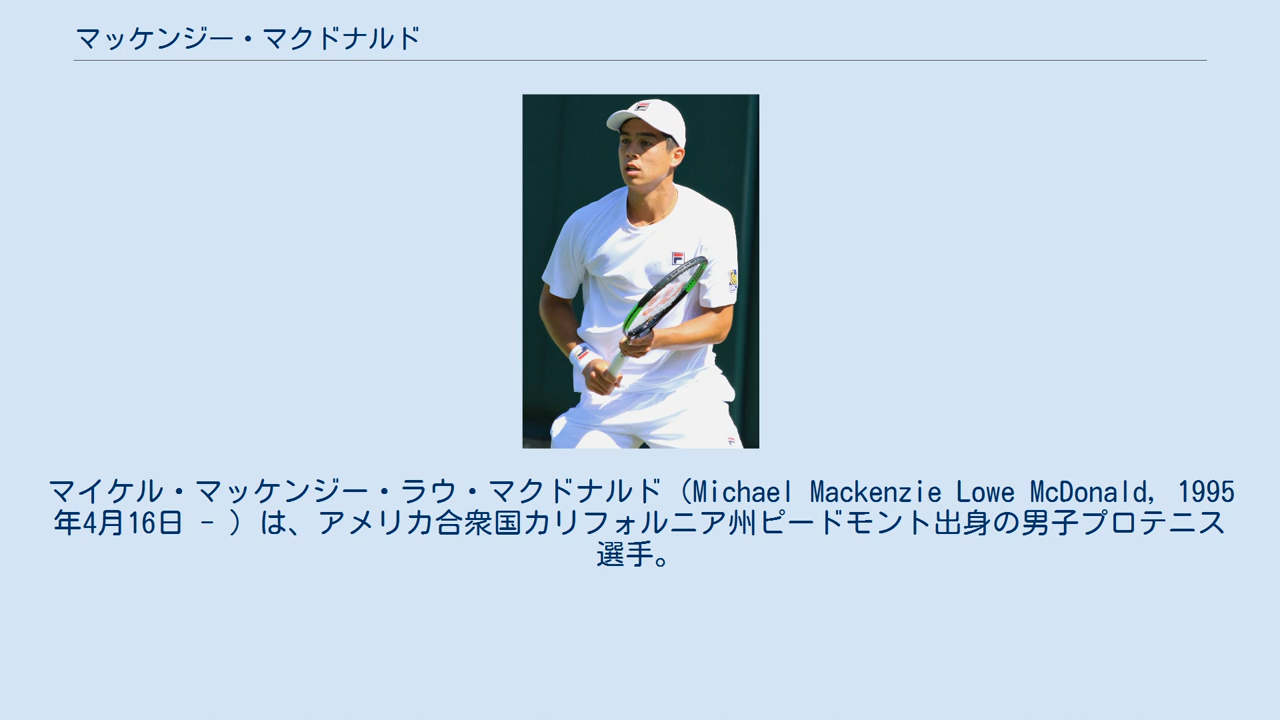 マッケンジー・マクドナルド
マイケル・マッケンジー・ラウ・マクドナルド（Michael Mackenzie Lowe McDonald, 1995
年4月16日 - ）は、アメリカ合衆国カリフォルニア州ピードモント出身の男子プロテニス
選手。